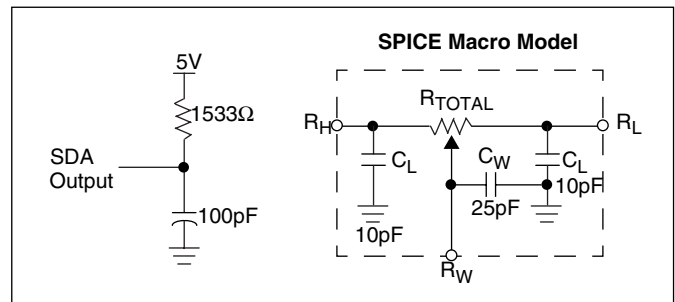 SPICE Macro Model
5V
1533Ω
SDA
Output
100pF
RTOTAL
RH
RL
CL
10pF
CW
25pF
CL
10pF
RW